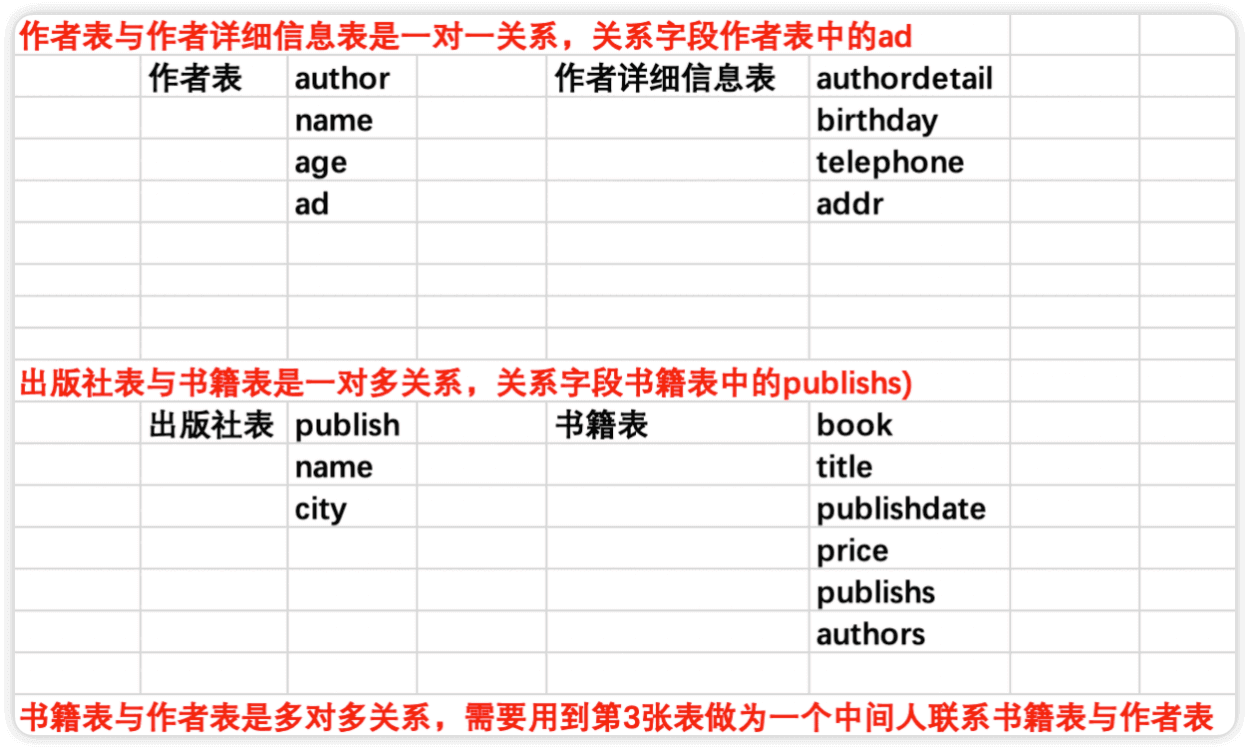 作者表与作者详细信息表是一对一关系，关系字段作者表中的ad
作者表 author 作者详细信息表 authordetail
name birthday
age telephone
ad addr
出版社表与书籍表是一对多关系，关系字段书籍表中的publishs)
出版社表 publish 书籍表 book
name title
city publishdate
price
publishs
authors
书籍表与作者表是多对多关系，需要用到第3张表做为一个中间人联系书籍表与作者表